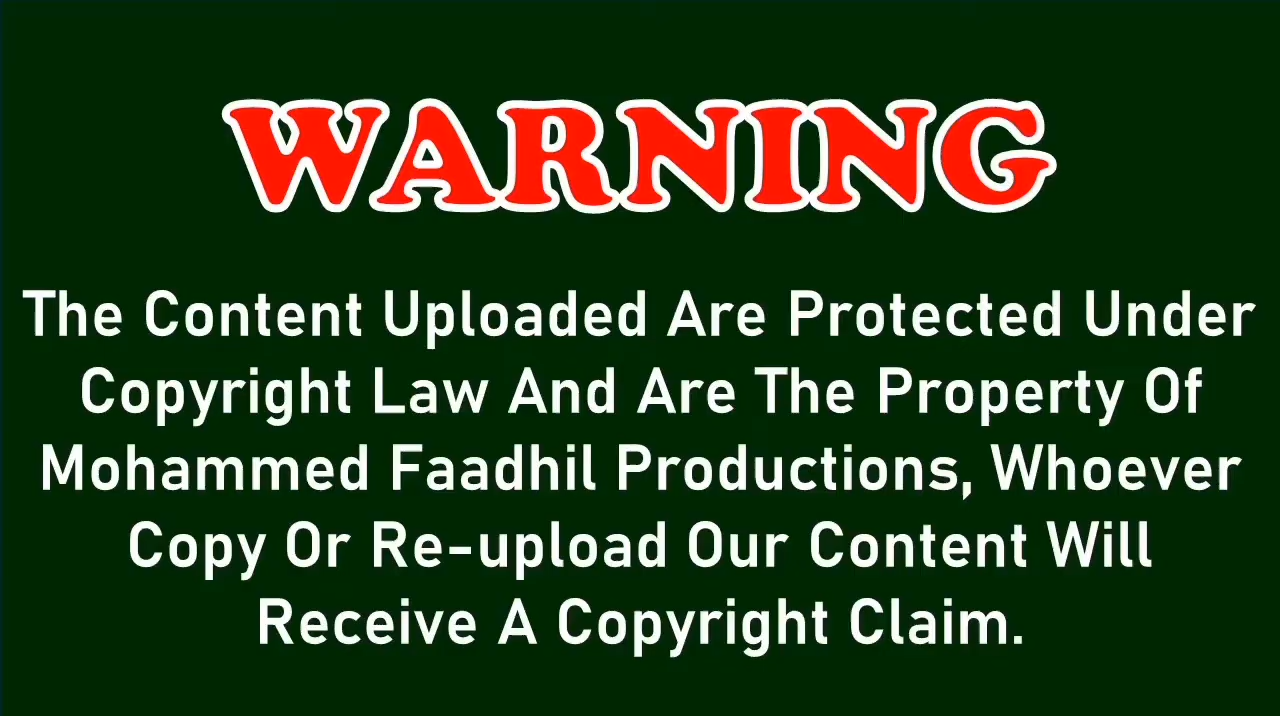 WARNING
The Content Uploaded Are Protected Under
Copyright Law And Are The Property Of
Mohammed Faadhil Productions, Whoever
Copy Or Re-upload Our Content Will
Receive A Copyright Claim.